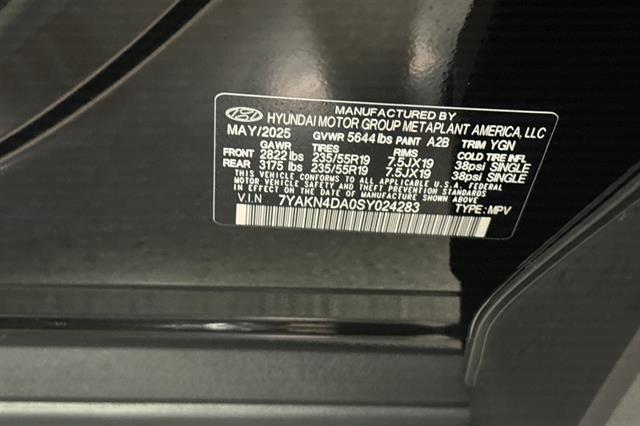 MANUFACTURED BY
HYUNDAI MOTOR GROUP METAPLANT AMERICA, LLC
MAY/2025 GVWR 5644 lbs PAINT A2B TRIM YGN
GAWR TIRES RIMS COLD TIRE INFL
FRONT 2822 lbs 235/55R19 7.5JX19 38psi SINGLE
REAR 3175 lbs 235/55R19 7.5JX19 38psi SINGLE
THIS VEHICLE CONFORMS TO ALL APPLICABLE U.S.A. FEDERAL
MOTOR VEHICLE SAFETY AND THEFT PREVENTION STANDARDS
IN EFFECT ON THE DATE OF MANUFACTURE SHOWN ABOVE.
V.I.N 7YAKN4DA0SY024283 TYPE:MPV